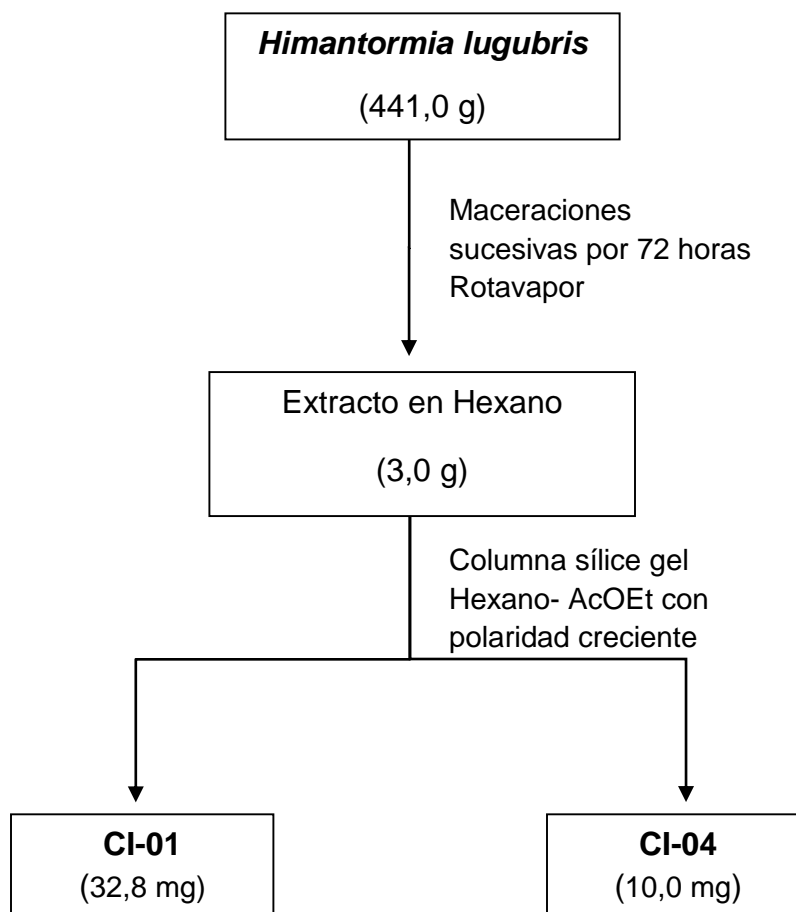 Himantormia lugubris
(441,0 g)
Maceraciones
sucesivas por 72 horas
Rotavapor
Extracto en Hexano
(3,0 g)
Columna sílice gel
Hexano- AcOEt con
polaridad creciente
CI-01
(32,8 mg)
CI-04
(10,0 mg)